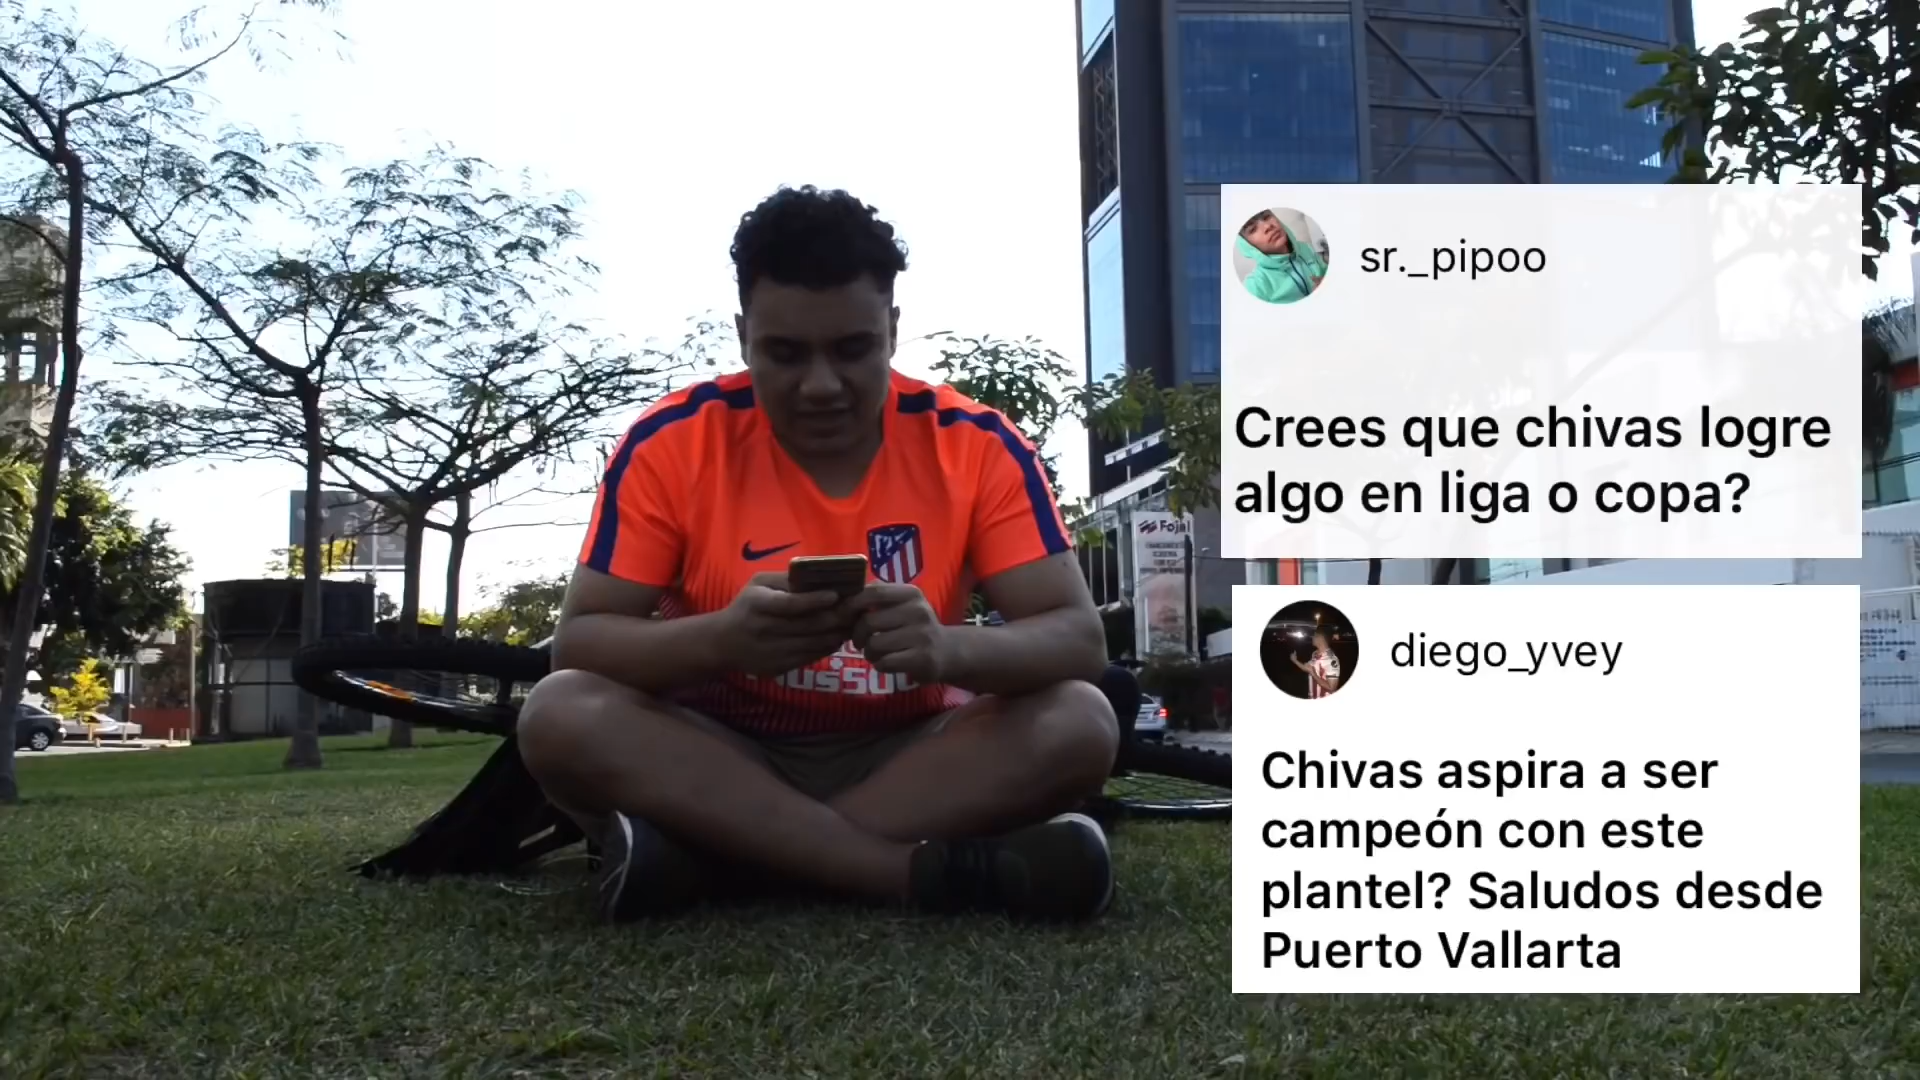 sr._pipoo
Crees que chivas logre
algo en liga o copa?
diego_yvey
Chivas aspira a ser
campeón con este
plantel? Saludos desde
Puerto Vallarta
Fojal